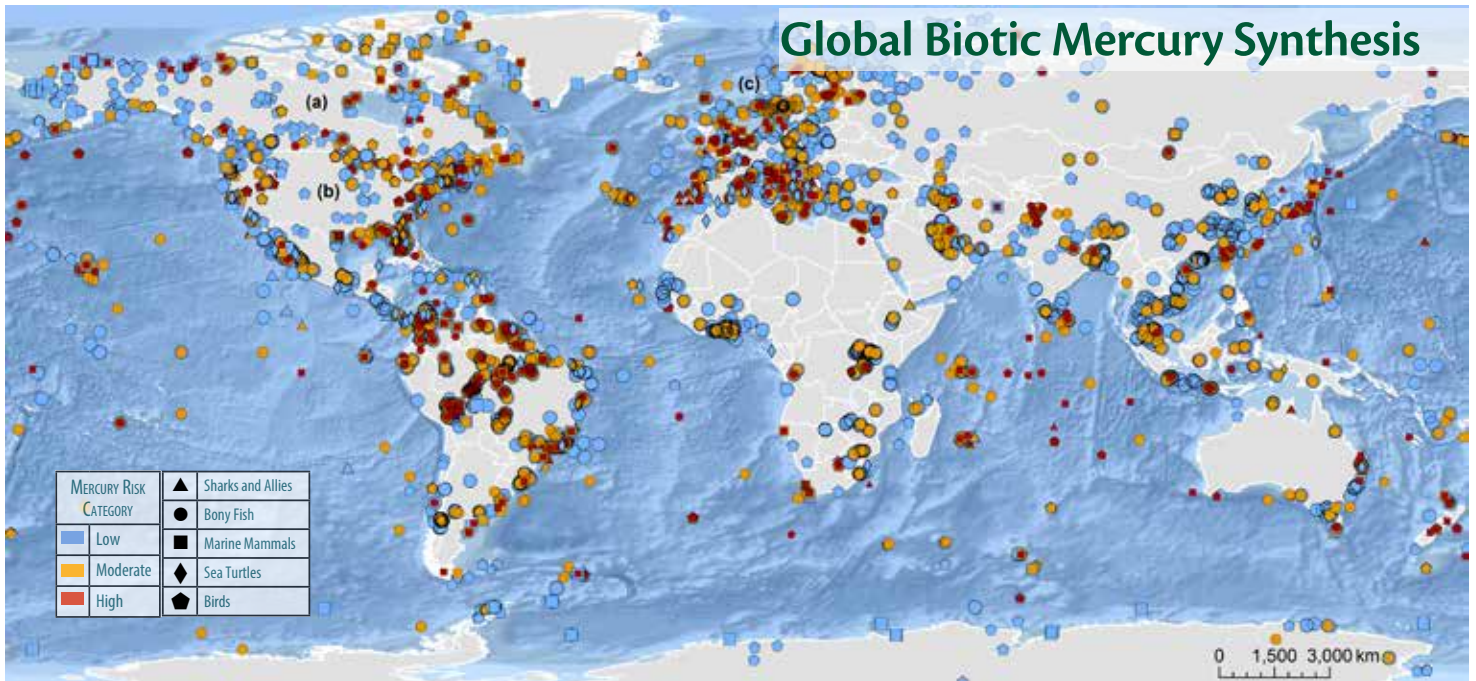 Global Biotic Mercury Synthesis
(c)
(a)
(b)
Mercury Risk
Category
Low
Moderate
High
Sharks and Allies
Bony Fish
Marine Mammals
Sea Turtles
Birds
0 1,500 3,000 km